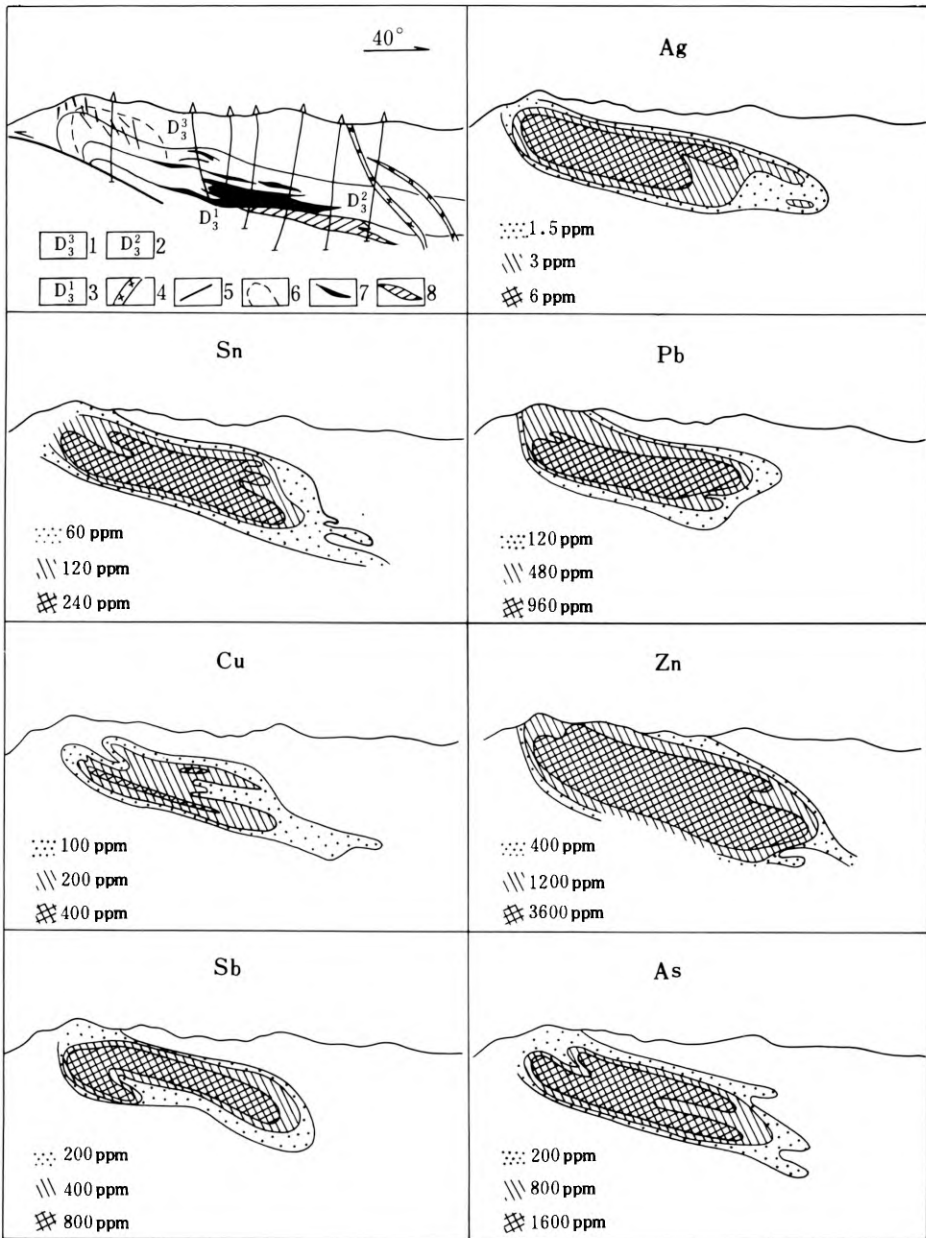 40°
D₃³
D₃¹
D₃²
D₃³ 1 D₃² 2
D₃¹ 3 4 5 6 7 8
Ag
1.5 ppm
3 ppm
6 ppm
Sn
60 ppm
120 ppm
240 ppm
Pb
120 ppm
480 ppm
960 ppm
Cu
100 ppm
200 ppm
400 ppm
Zn
400 ppm
1200 ppm
3600 ppm
Sb
200 ppm
400 ppm
800 ppm
As
200 ppm
800 ppm
1600 ppm